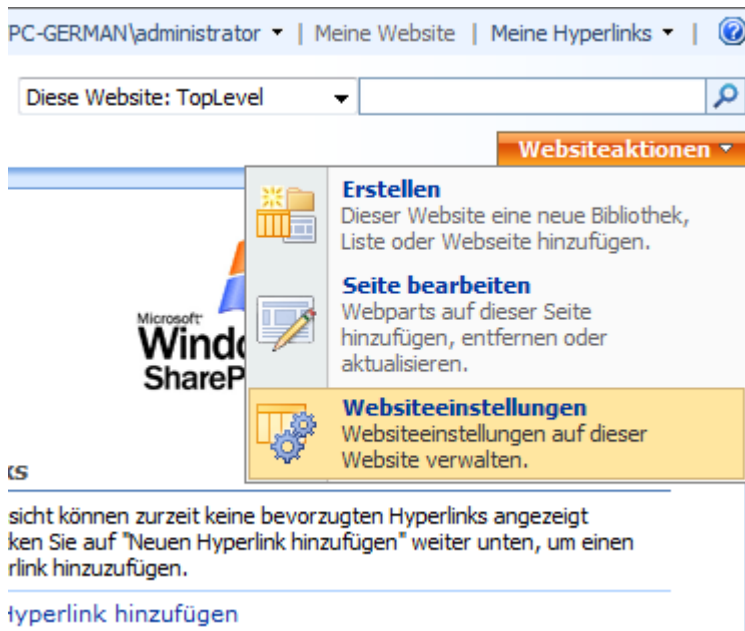 PC-GERMAN\administrator | Meine Website | Meine Hyperlinks |
Diese Website: TopLevel
Websiteaktionen
Erstellen
Dieser Website eine neue Bibliothek,
Liste oder Webseite hinzufügen.
Seite bearbeiten
Webparts auf dieser Seite
hinzufügen, entfernen oder
aktualisieren.
Websiteeinstellungen
Websiteeinstellungen auf dieser
Website verwalten.
Microsoft
Windo
ShareP
ks
sicht können zurzeit keine bevorzugten Hyperlinks angezeigt
ken Sie auf "Neuen Hyperlink hinzufügen" weiter unten, um einen
rlink hinzuzufügen.
Hyperlink hinzufügen